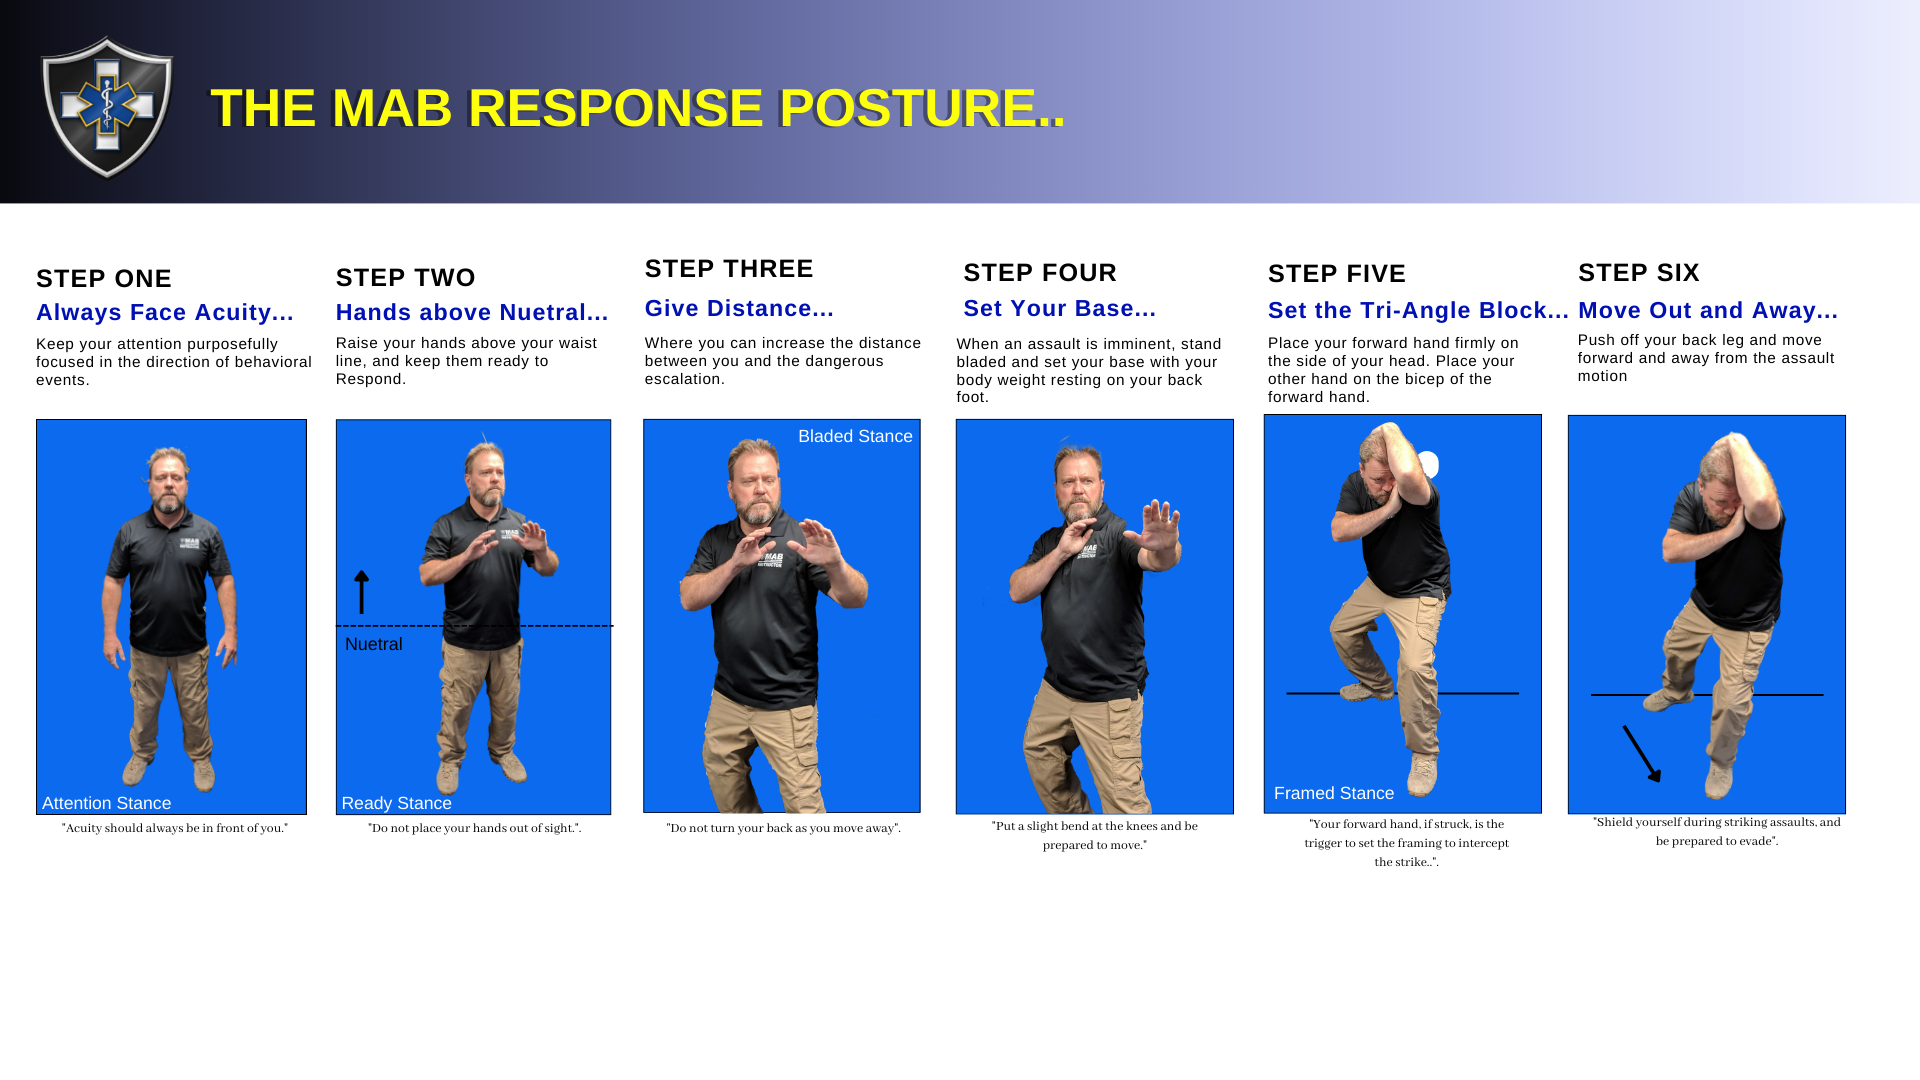 THE MAB RESPONSE POSTURE..
STEP ONE
Always Face Acuity...
Keep your attention purposefully
focused in the direction of behavioral
events.
Attention Stance
"Acuity should always be in front of you."
STEP TWO
Hands above Nuetral...
Raise your hands above your waist
line, and keep them ready to
Respond.
MAB
Nuetral
Ready Stance
"Do not place your hands out of sight.".
STEP THREE
Give Distance...
Where you can increase the distance
between you and the dangerous
escalation.
Bladed Stance
MAB
INSTRUCTOR
"Do not turn your back as you move away".
STEP FOUR
Set Your Base...
When an assault is imminent, stand
bladed and set your base with your
body weight resting on your back
foot.
MAB
"Put a slight bend at the knees and be
prepared to move."
STEP FIVE
Set the Tri-Angle Block...
Place your forward hand firmly on
the side of your head. Place your
other hand on the bicep of the
forward hand.
Framed Stance
"Your forward hand, if struck, is the
trigger to set the framing to intercept
the strike..".
STEP SIX
Move Out and Away...
Push off your back leg and move
forward and away from the assault
motion
"Shield yourself during striking assaults, and
be prepared to evade".